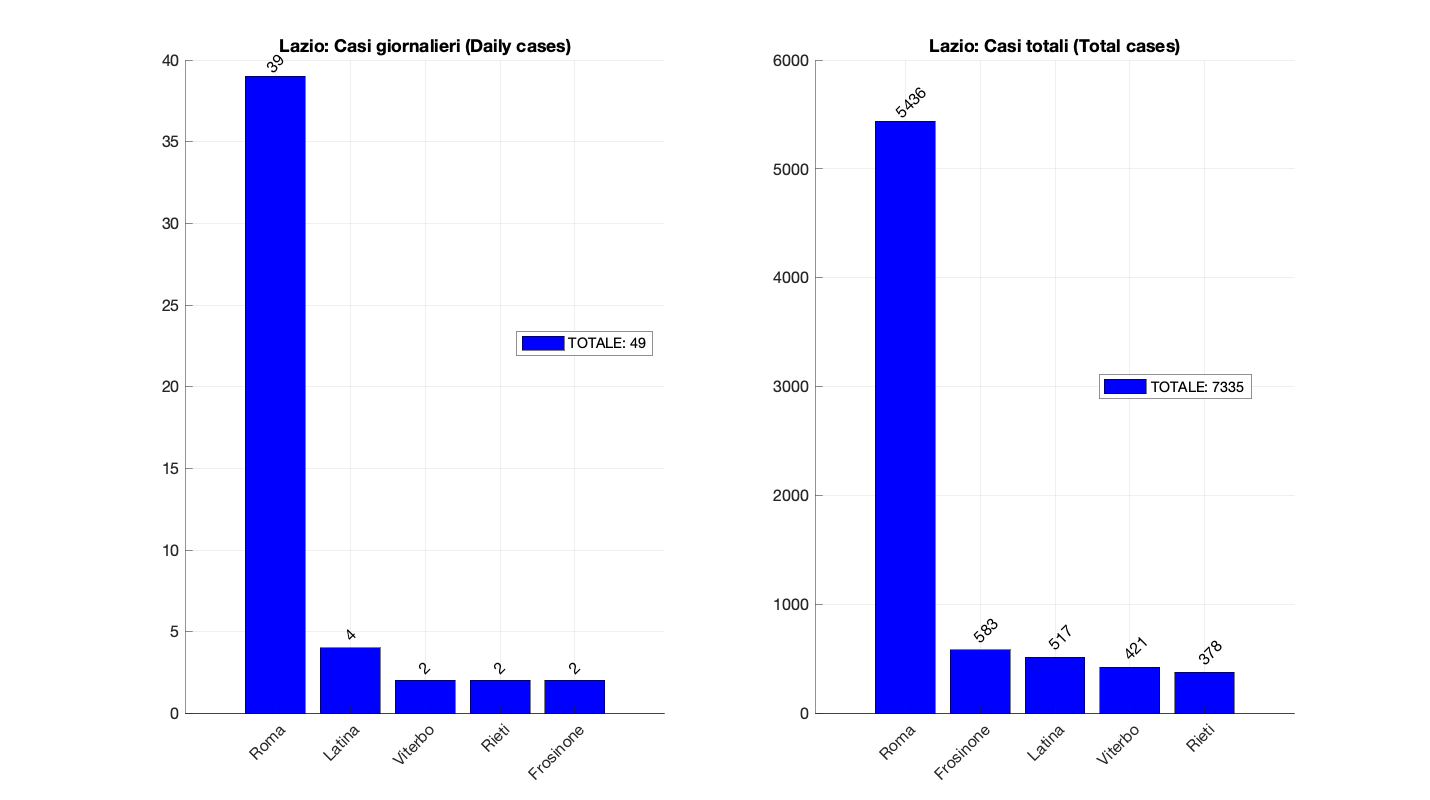 Lazio: Casi giornalieri (Daily cases)
40
35
30
25
20
15
10
5
0
39
4
2
2
2
TOTALE: 49
Roma
Latina
Viterbo
Rieti
Frosinone
Lazio: Casi totali (Total cases)
6000
5000
4000
3000
2000
1000
0
5436
583
517
421
378
TOTALE: 7335
Roma
Frosinone
Latina
Viterbo
Rieti